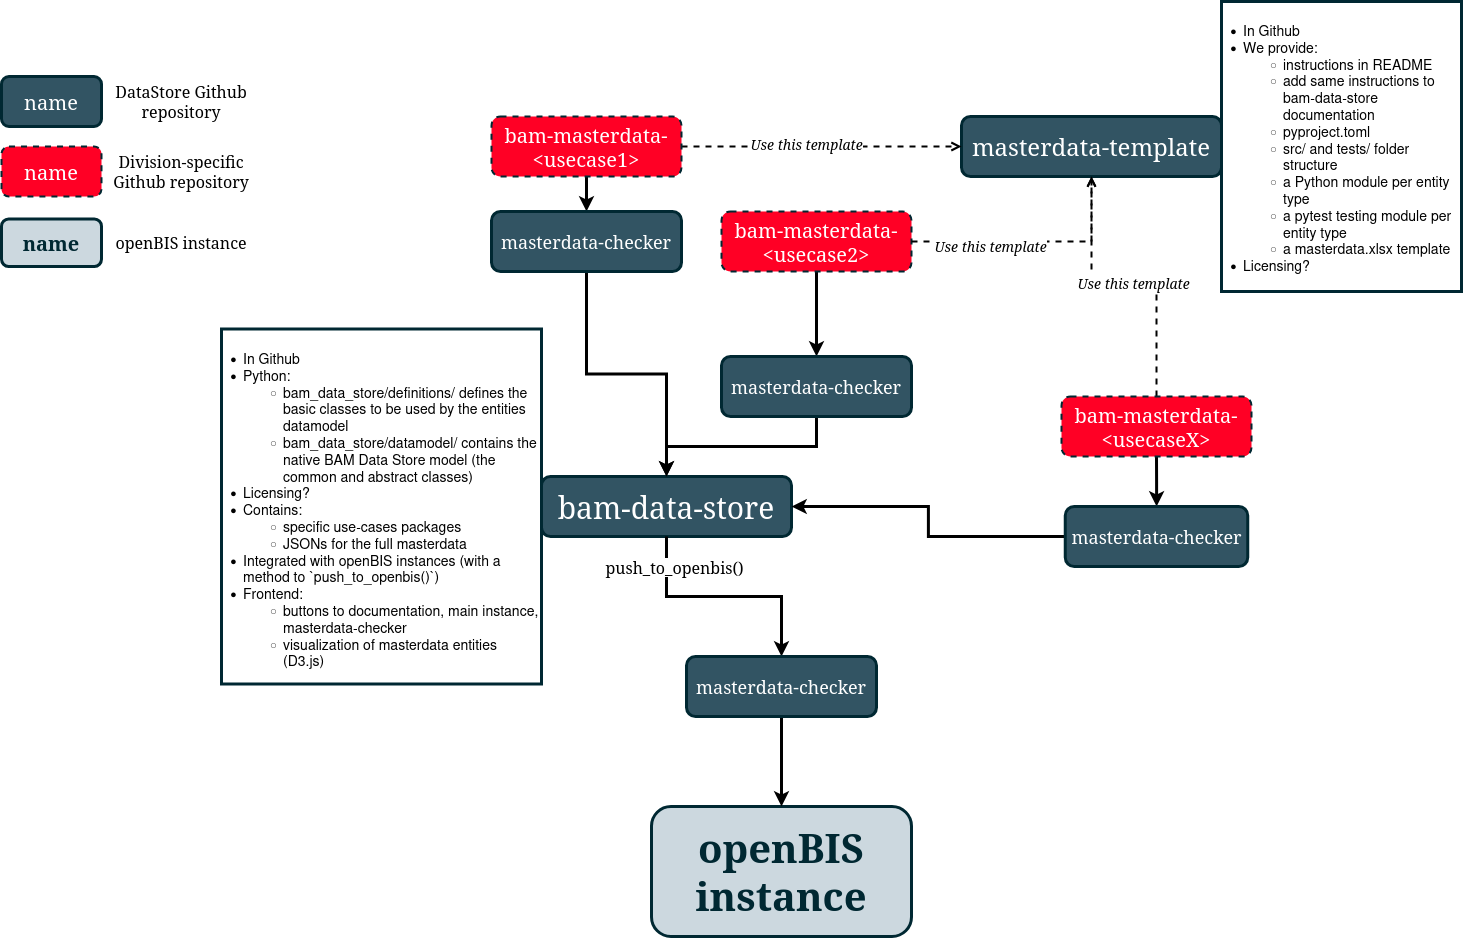 name
DataStore Github
repository
name
Division-specific
Github repository
name
openBIS instance
bam-masterdata-
<usecase1>
Use this template
masterdata-template
• In Github
• We provide:
○ instructions in README
○ add same instructions to
bam-data-store
documentation
○ pyproject.toml
○ src/ and tests/ folder
structure
○ a Python module per entity
type
○ a pytest testing module per
entity type
○ a masterdata.xlsx template
• Licensing?
masterdata-checker
bam-masterdata-
<usecase2>
Use this template
Use this template
masterdata-checker
bam-masterdata-
<usecaseX>
masterdata-checker
• In Github
• Python:
○ bam_data_store/definitions/ defines the
basic classes to be used by the entities
datamodel
○ bam_data_store/datamodel/ contains the
native BAM Data Store model (the
common and abstract classes)
• Licensing?
• Contains:
○ specific use-cases packages
○ JSONs for the full masterdata
• Integrated with openBIS instances (with a
method to `push_to_openbis()`)
• Frontend:
○ buttons to documentation, main instance,
masterdata-checker
○ visualization of masterdata entities
(D3.js)
bam-data-store
push_to_openbis()
masterdata-checker
openBIS
instance